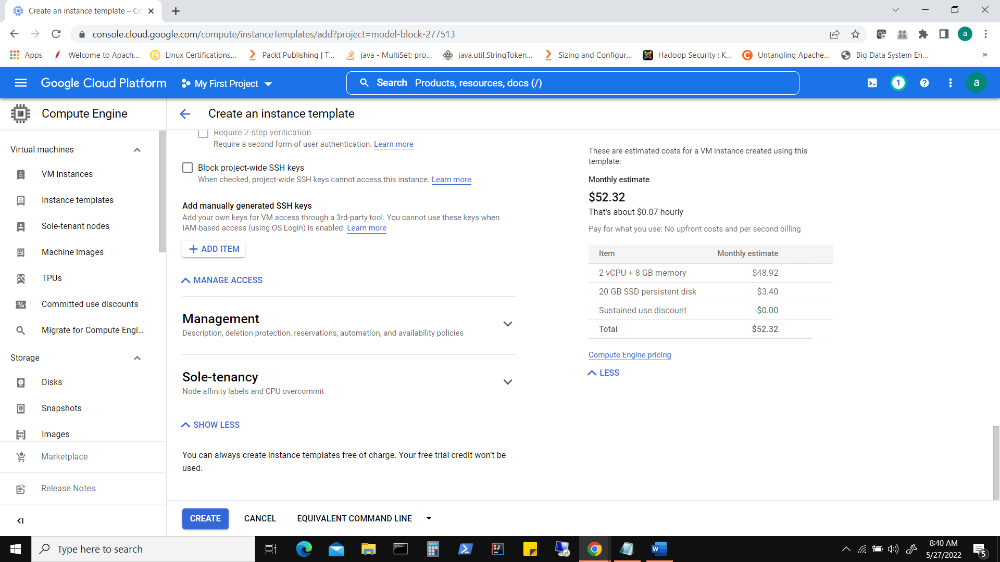 Create an instance template – Co
console.cloud.google.com/compute/instanceTemplates/add?project=model-block-277513
a
Apps
Welcome to Apach...
Linux Certifications...
Packt Publishing | T...
java - MultiSet: pro...
java.util.StringToken...
Sizing and Configur...
Hadoop Security : K...
Untangling Apache...
Big Data System En...
»
Google Cloud Platform
My First Project
Search Products, resources, docs (/)
1
a
Compute Engine
Create an instance template
Virtual machines
VM instances
Instance templates
Sole-tenant nodes
Machine images
TPUs
Committed use discounts
Migrate for Compute Engi...
Storage
Disks
Snapshots
Images
Marketplace
Release Notes
Require 2-step verification
Require a second form of user authentication. Learn more
Block project-wide SSH keys
When checked, project-wide SSH keys cannot access this instance. Learn more
Add manually generated SSH keys
Add your own keys for VM access through a 3rd-party tool. You cannot use these keys when
IAM-based access (using OS Login) is enabled. Learn more
ADD ITEM
MANAGE ACCESS
Management
Description, deletion protection, reservations, automation, and availability policies
Sole-tenancy
Node affinity labels and CPU overcommit
SHOW LESS
You can always create instance templates free of charge. Your free trial credit won't be
used.
These are estimated costs for a VM instance created using this
template:
Monthly estimate
$52.32
That's about $0.07 hourly
Pay for what you use: No upfront costs and per second billing
Item Monthly estimate
2 vCPU + 8 GB memory $48.92
20 GB SSD persistent disk $3.40
Sustained use discount -$0.00
Total $52.32
Compute Engine pricing
LESS
CREATE
CANCEL
EQUIVALENT COMMAND LINE
Type here to search
8:40 AM
5/27/2022
5